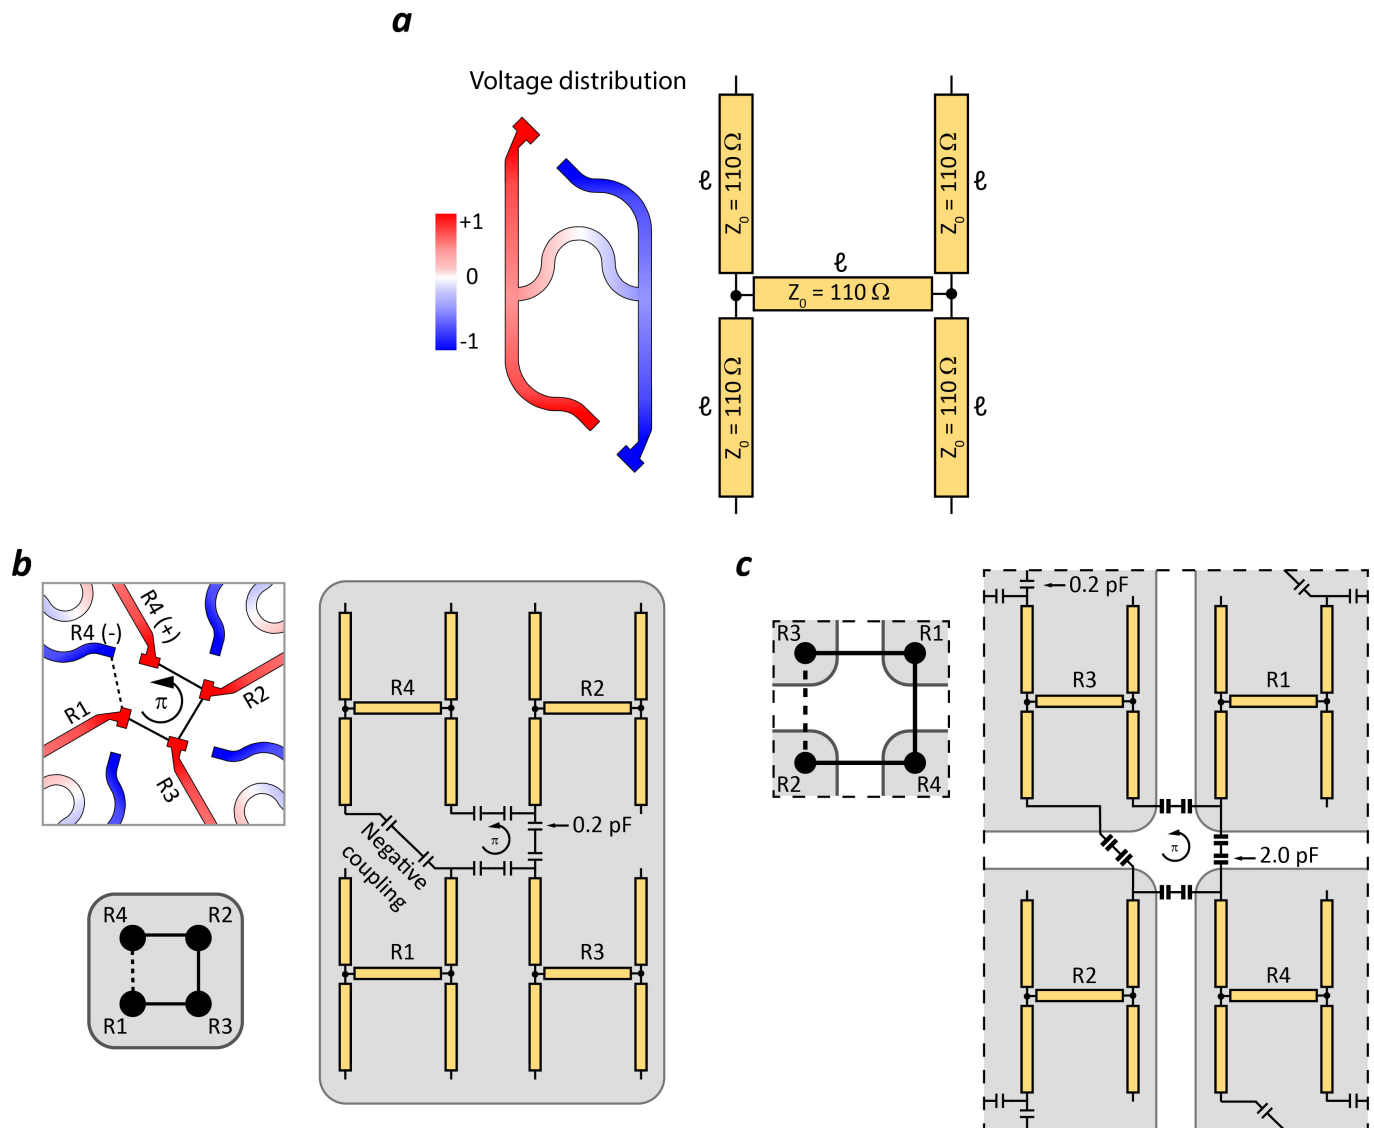 a
Voltage distribution
+1
0
-1
ℓ
Z0 = 110 Ω
Z0 = 110 Ω
ℓ
ℓ
Z0 = 110 Ω
ℓ
Z0 = 110 Ω
Z0 = 110 Ω
ℓ
b
R4 (-)
R4 (+)
π
R1
R2
R3
R4
R2
R1
R3
R4
R2
π
0.2 pF
Negative
coupling
R1
R3
c
R3
R1
R2
R4
0.2 pF
R3
R1
π
2.0 pF
R2
R4